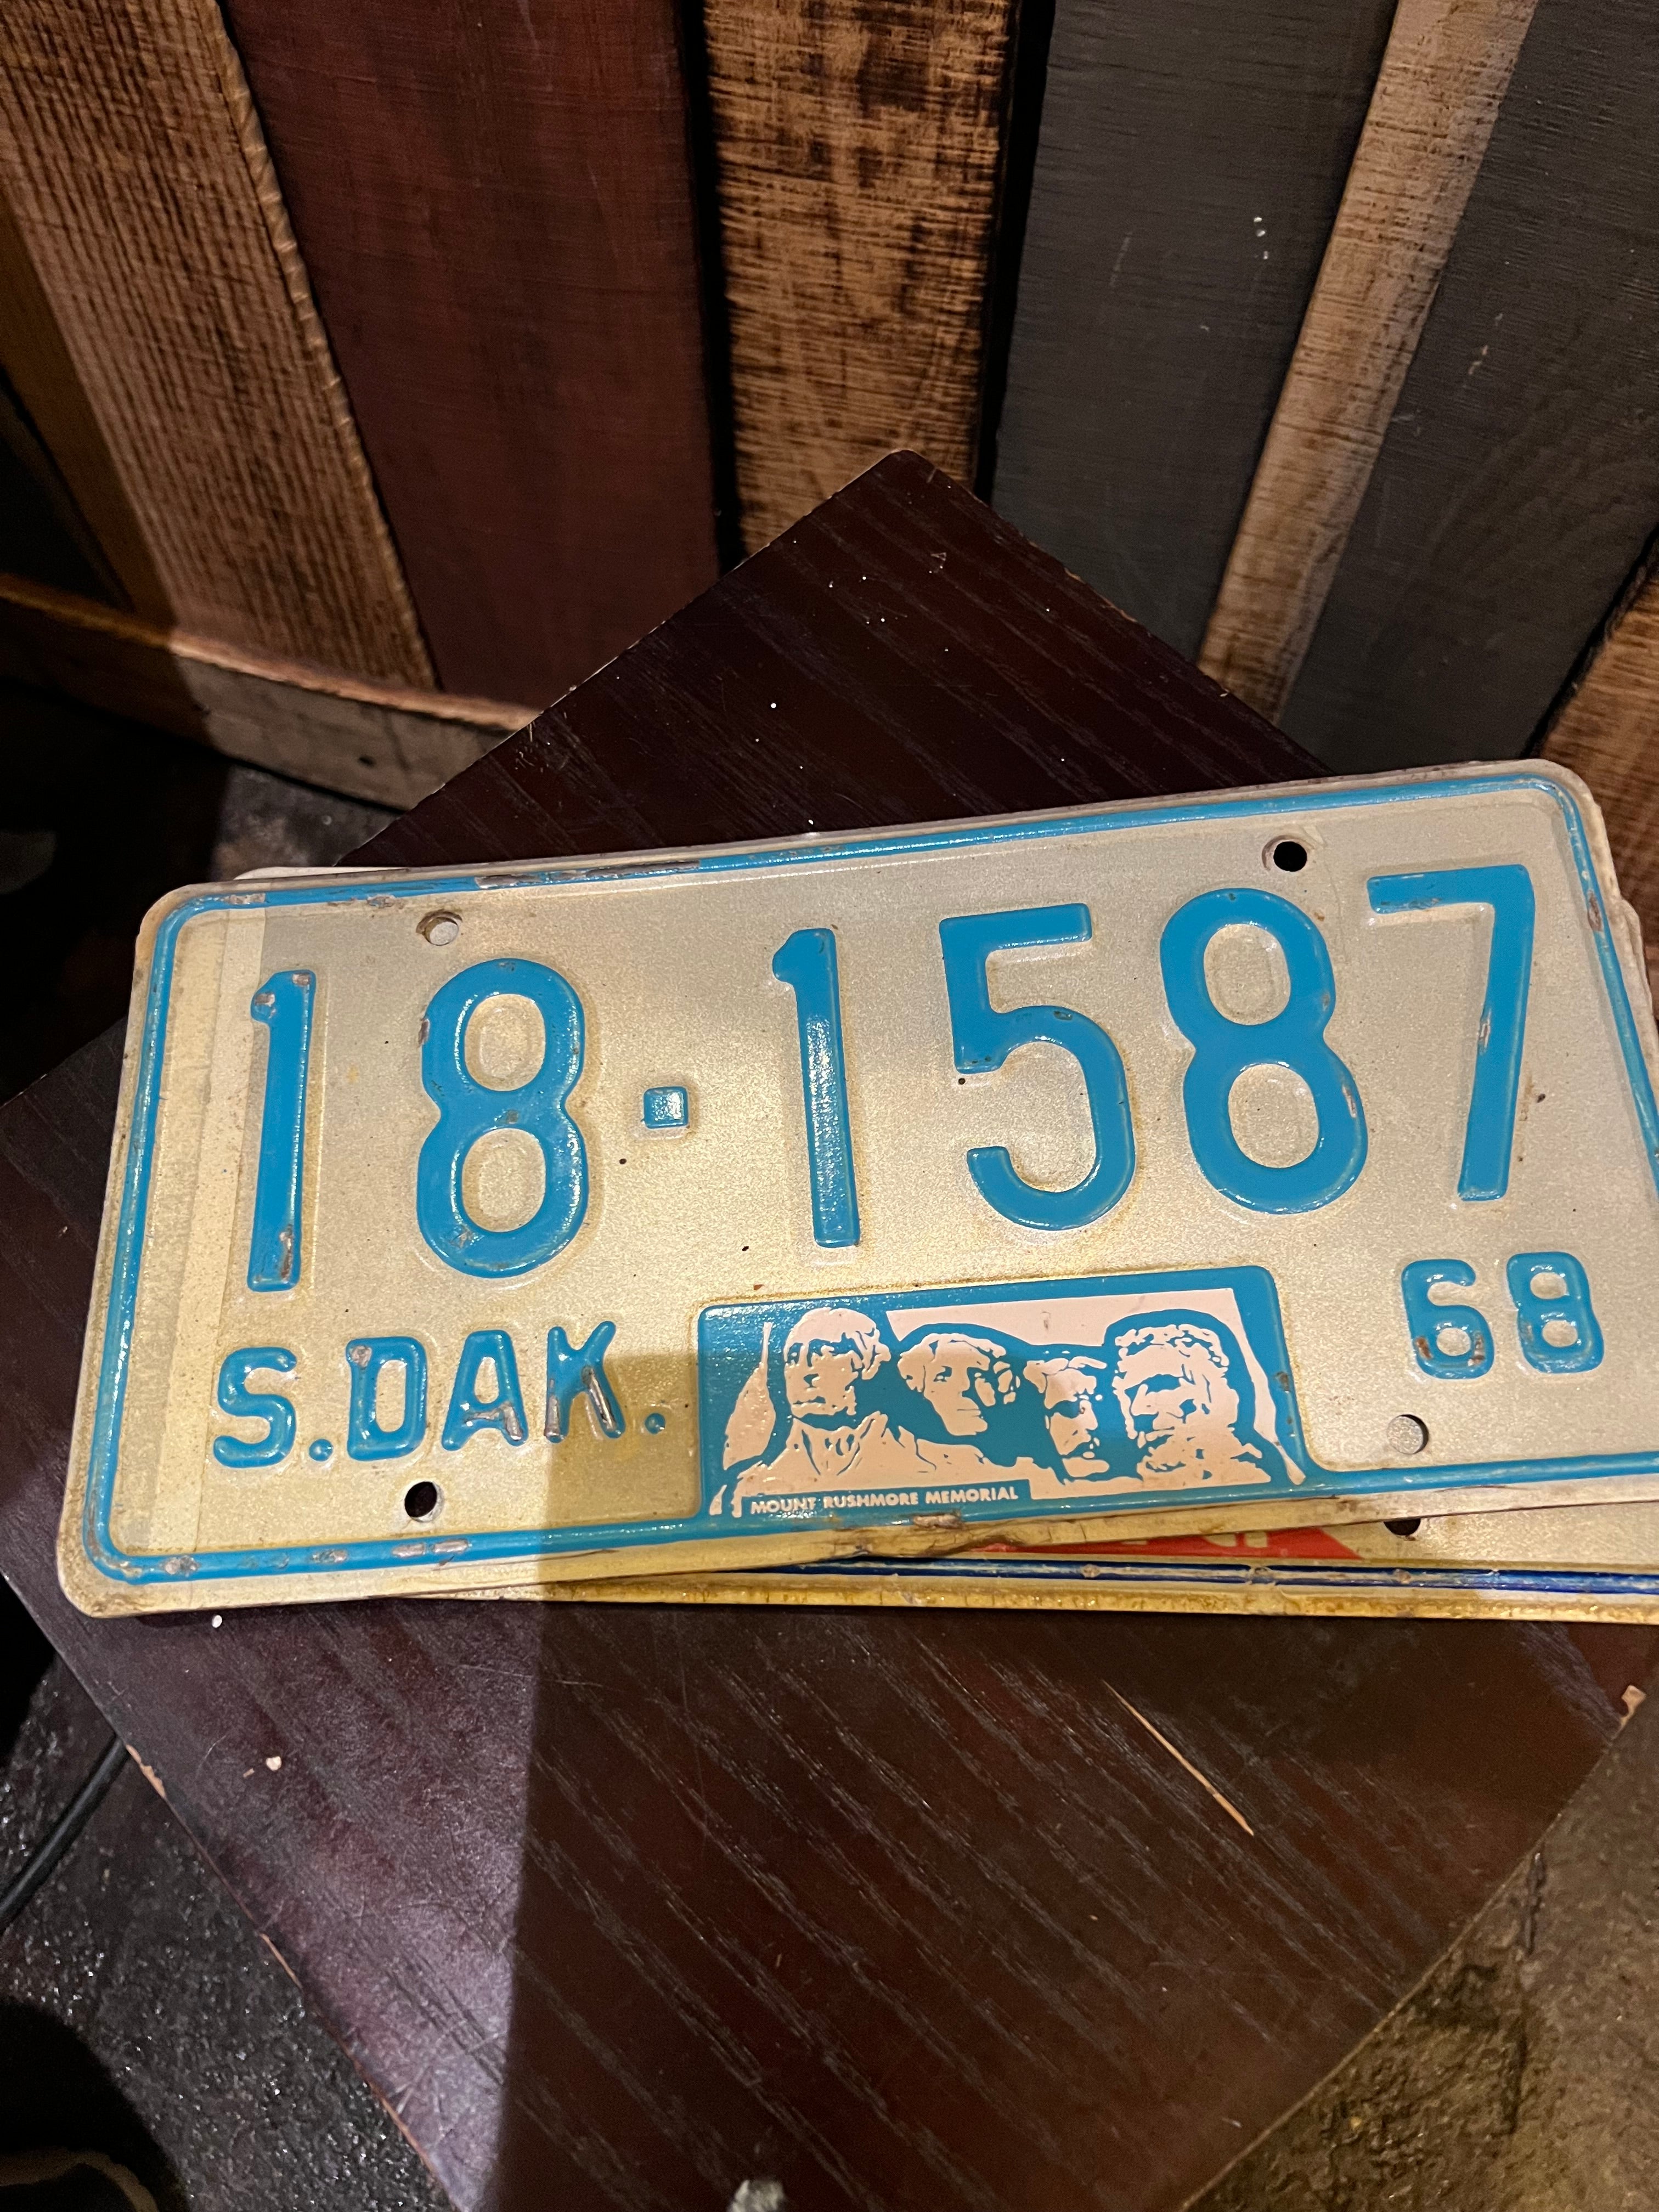 18·1587
S.DAK. 68
MOUNT RUSHMORE MEMORIAL